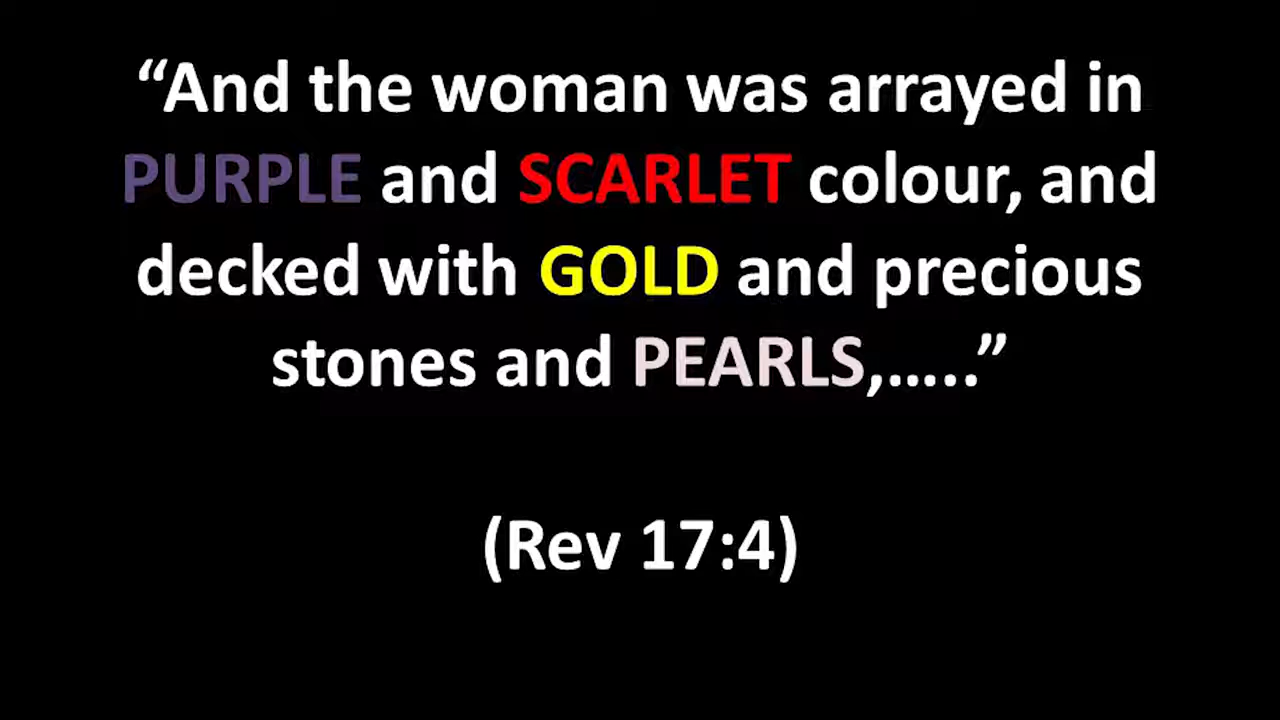 “And the woman was arrayed in
PURPLE and SCARLET colour, and
decked with GOLD and precious
stones and PEARLS,…..”
(Rev 17:4)